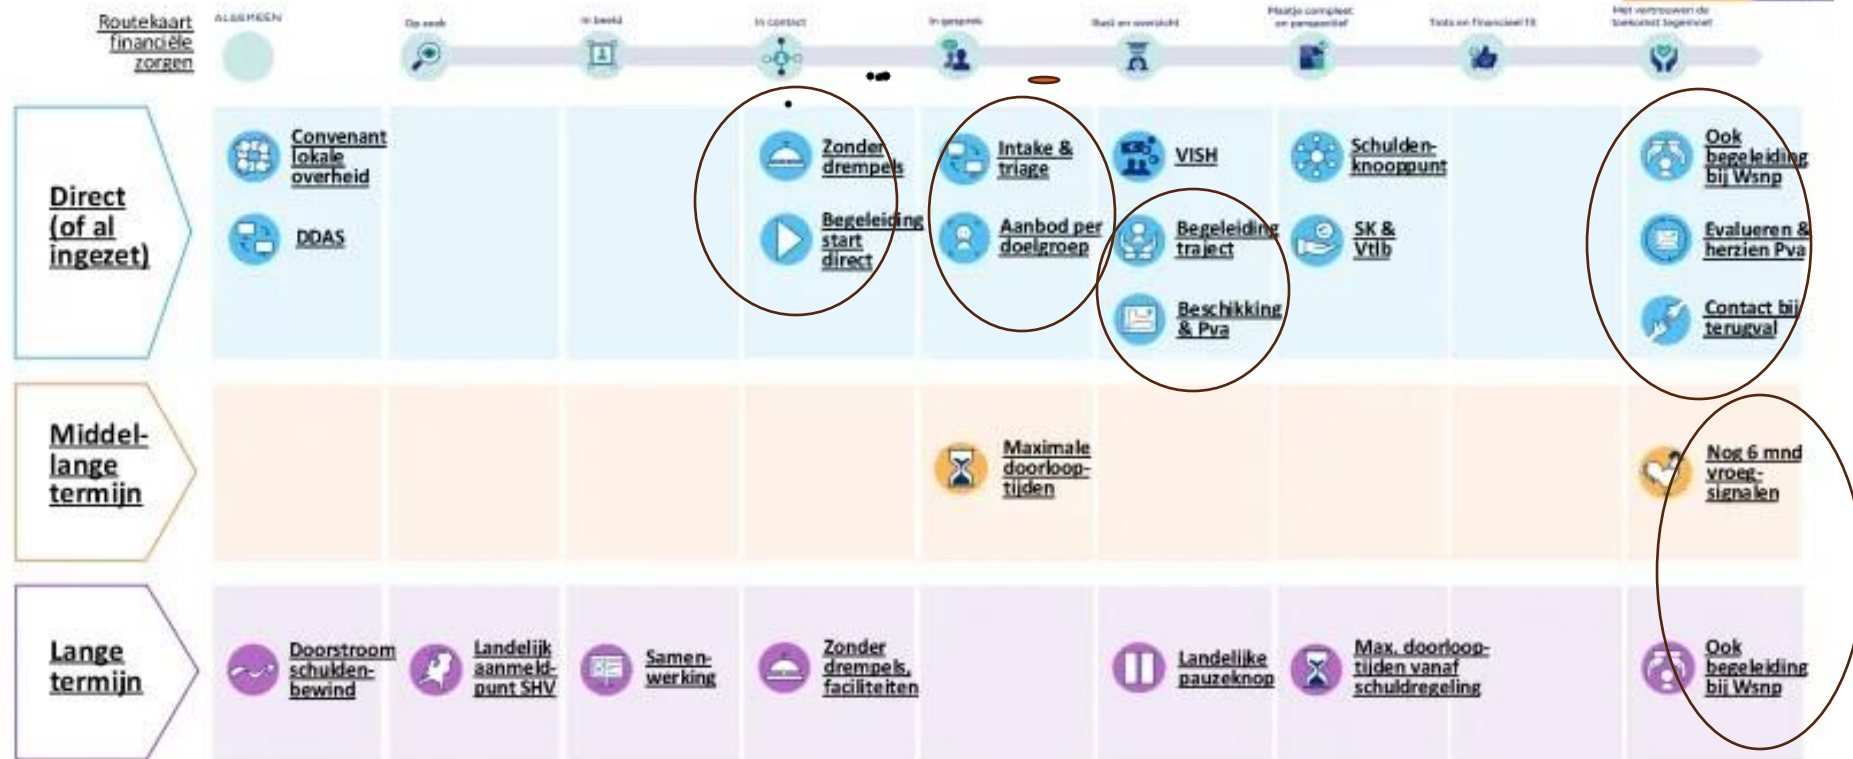 Routekaart
financiële
zorgen
ALGEMEEN
Op zoek
In beeld
In contact
In gesprek
Rust en overzicht
Plaatje compleet
en perspectief
Trots en financieel fit
Met vertrouwen de
toekomst tegemoet
Direct
(of al
ingezet)
Convenant
lokale
overheid
DDAS
Zonder
drempels
Begeleiding
start
direct
Intake &
triage
Aanbod per
doelgroep
VISH
Begeleiding
traject
Beschikking
& Pva
Schulden-
knooppunt
SK &
Vtlb
Ook
begeleiding
bij Wsnp
Evalueren &
herzien Pva
Contact bij
terugval
Middel-
lange
termijn
Maximale
doorloop-
tijden
Nog 6 mnd
vroeg-
signalen
Lange
termijn
Doorstroom
schulden-
bewind
Landelijk
aanmeld-
punt SHV
Samen-
werking
Zonder
drempels,
faciliteiten
Landelijke
pauzeknop
Max. doorloop-
tijden vanaf
schuldregeling
Ook
begeleiding
bij Wsnp